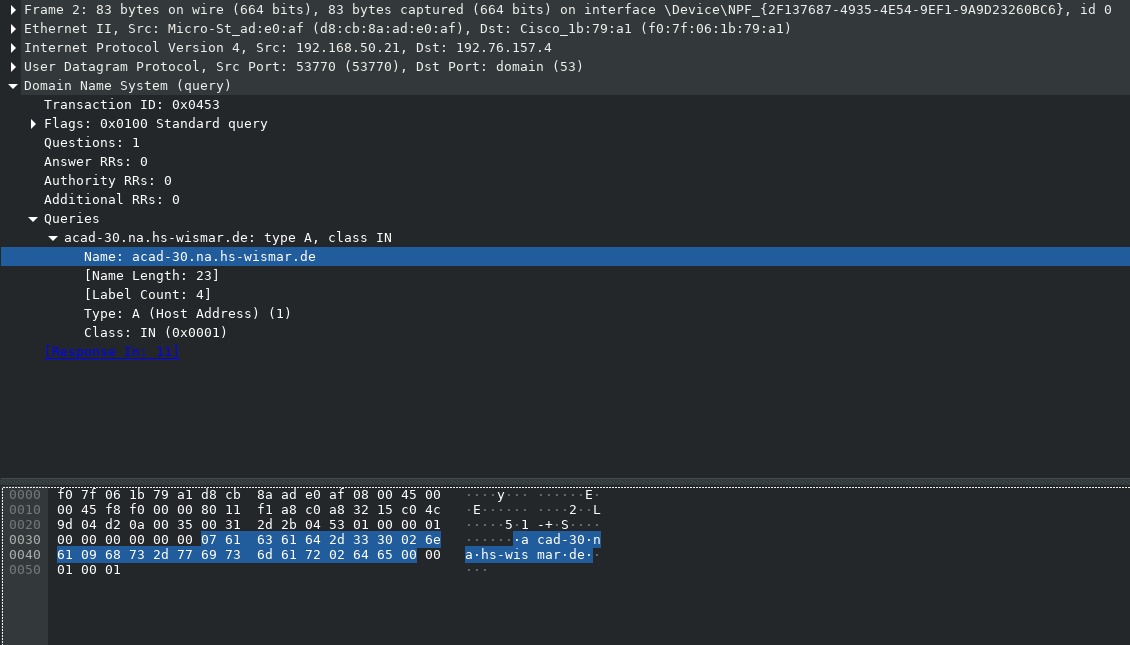 Frame 2: 83 bytes on wire (664 bits), 83 bytes captured (664 bits) on interface \Device\NPF_{2F137687-4935-4E54-9EF1-9A9D23260BC6}, id 0
Ethernet II, Src: Micro-St_ad:e0:af (d8:cb:8a:ad:e0:af), Dst: Cisco_1b:79:a1 (f0:7f:06:1b:79:a1)
Internet Protocol Version 4, Src: 192.168.50.21, Dst: 192.76.157.4
User Datagram Protocol, Src Port: 53770 (53770), Dst Port: domain (53)
Domain Name System (query)
Transaction ID: 0x0453
Flags: 0x0100 Standard query
Questions: 1
Answer RRs: 0
Authority RRs: 0
Additional RRs: 0
Queries
acad-30.na.hs-wismar.de: type A, class IN
Name: acad-30.na.hs-wismar.de
[Name Length: 23]
[Label Count: 4]
Type: A (Host Address) (1)
Class: IN (0x0001)
[Response In: 11]
0000 f0 7f 06 1b 79 a1 d8 cb 8a ad e0 af 08 00 45 00 ····y··· ······E·
0010 00 45 f8 f0 00 00 80 11 f1 a8 c0 a8 32 15 c0 4c ·E······ ····2··L
0020 9d 04 d2 0a 00 35 00 31 2d 2b 04 53 01 00 00 01 ·····5·1 -+·S····
0030 00 00 00 00 00 00 07 61 63 61 64 2d 33 30 02 6e ·······a cad-30·n
0040 61 09 68 73 2d 77 69 73 6d 61 72 02 64 65 00 00 a·hs-wis mar·de··
0050 01 00 01 ···